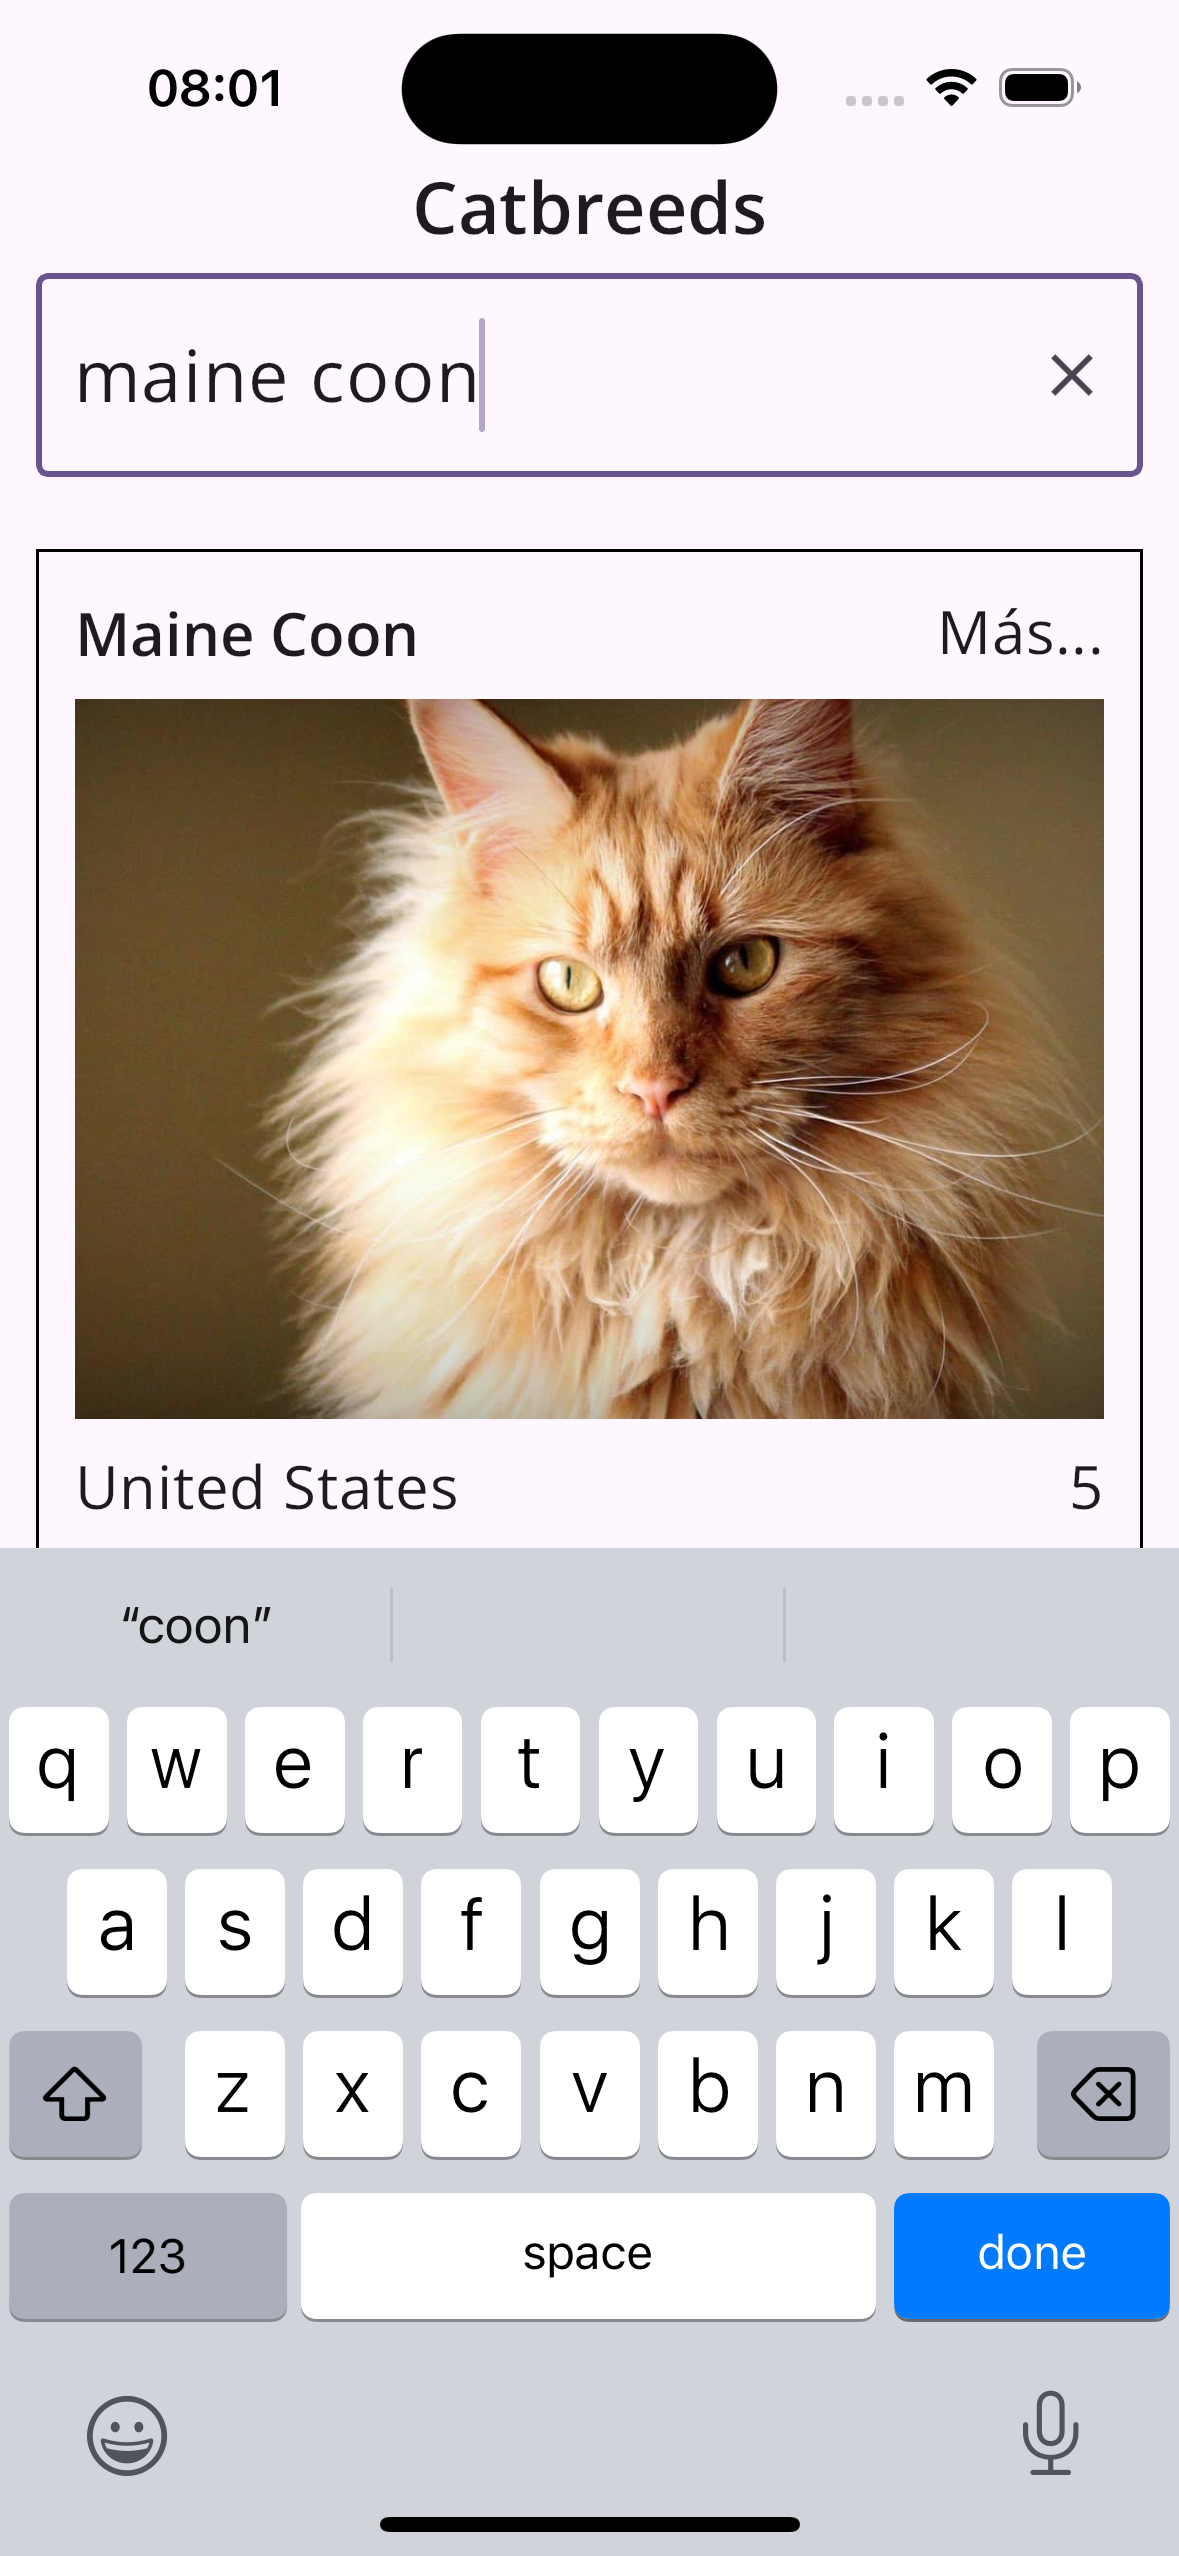 08:01
Catbreeds
maine coon
Maine Coon Más...
United States 5
“coon”
q w e r t y u i o p
a s d f g h j k l
z x c v b n m
123 space done